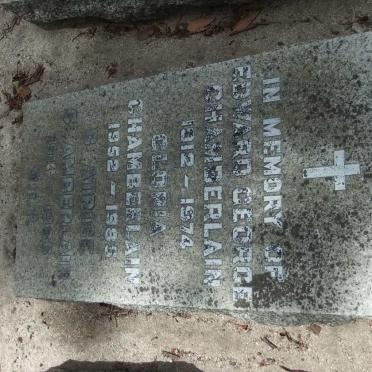 IN MEMORY OF
EDWARD GEORGE
CHAMBERLAIN
1912 – 1974
GLORIA
CHAMBERLAIN
1952 – 1985
CHAMBERLAIN